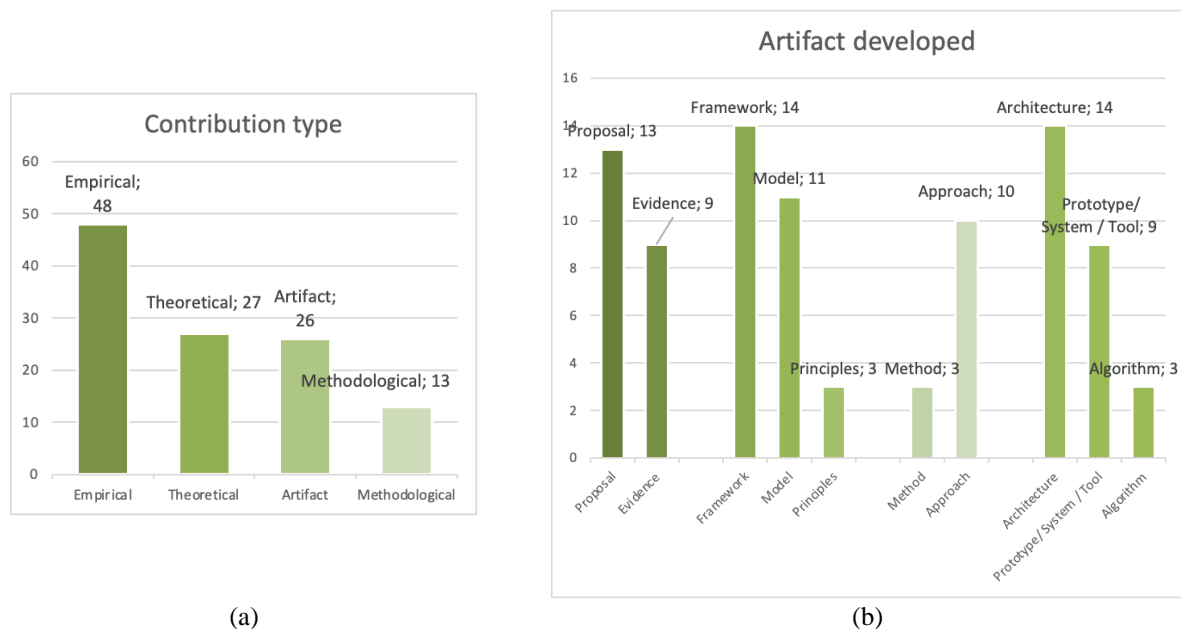 Contribution type
60
50
40
30
20
10
0
Empirical;
48
Theoretical; 27
Artifact;
26
Methodological; 13
Empirical
Theoretical
Artifact
Methodological
(a)
Artifact developed
16
14
12
10
8
6
4
2
0
Proposal; 13
Evidence; 9
Framework; 14
Model; 11
Principles; 3
Method; 3
Approach; 10
Architecture; 14
Prototype/
System / Tool; 9
Algorithm; 3
Proposal
Evidence
Framework
Model
Principles
Method
Approach
Architecture
Prototype/ System / Tool
Algorithm
(b)